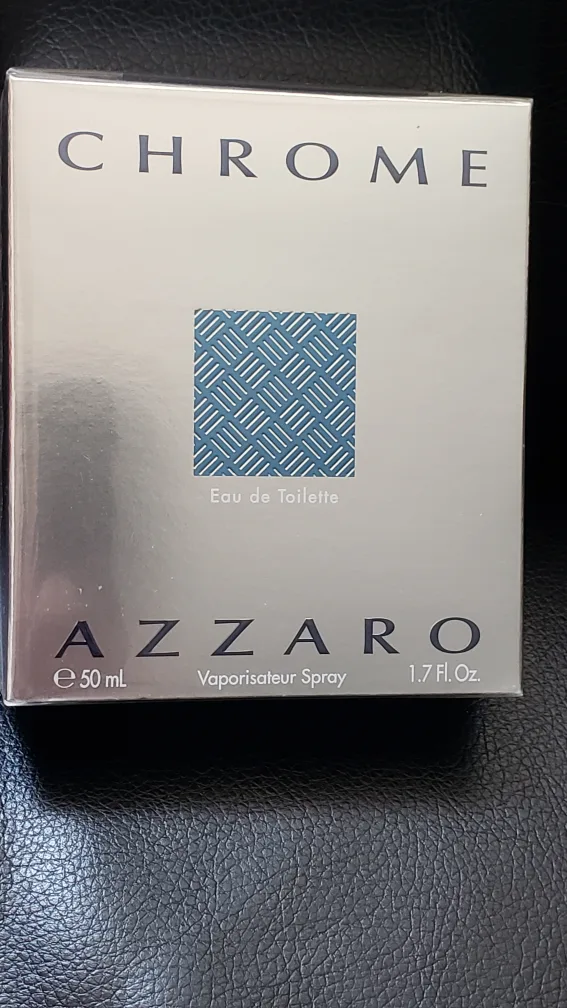 CHROME
Eau de Toilette
AZZARO
℮ 50 mL Vaporisateur Spray 1.7 Fl. Oz.